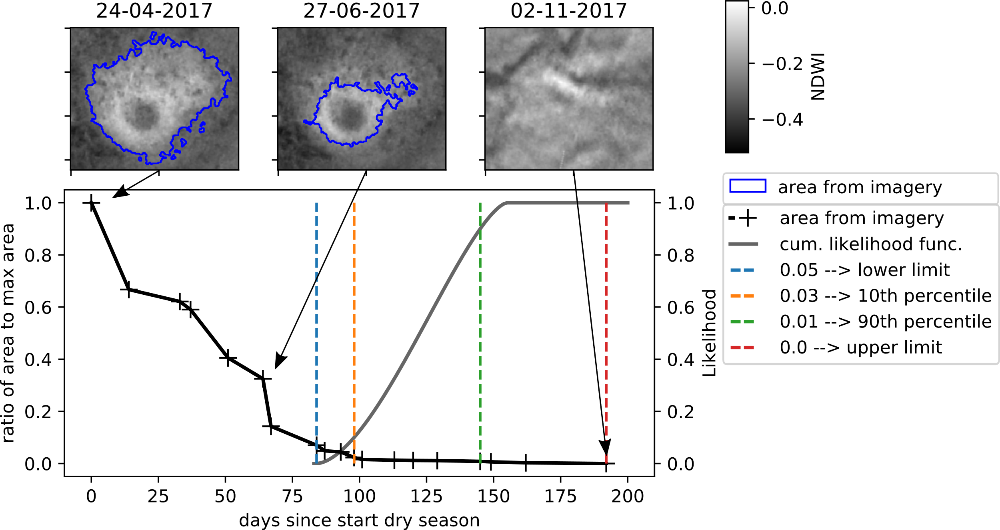 24-04-2017
27-06-2017
02-11-2017
0.0
−0.2
−0.4
NDWI
area from imagery
area from imagery
cum. likelihood func.
0.05 --> lower limit
0.03 --> 10th percentile
0.01 --> 90th percentile
0.0 --> upper limit
ratio of area to max area
1.0
0.8
0.6
0.4
0.2
0.0
1.0
0.8
0.6
0.4
0.2
0.0
Likelihood
0 25 50 75 100 125 150 175 200
days since start dry season